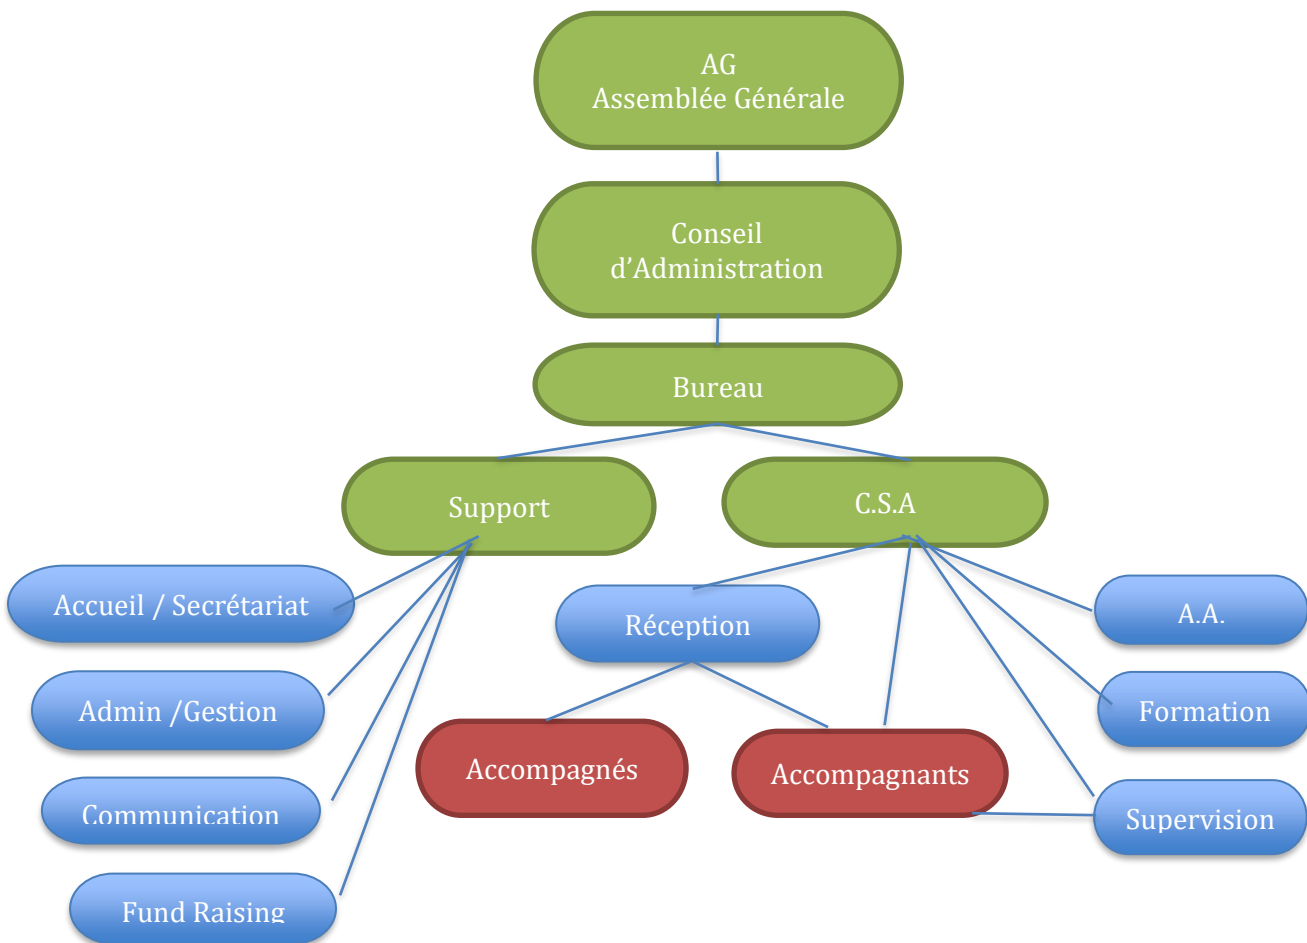 AG
Assemblée Générale
Conseil
d’Administration
Bureau
Support
C.S.A
Accueil / Secrétariat
Réception
A.A.
Admin /Gestion
Formation
Accompagnés
Accompagnants
Communication
Supervision
Fund Raising